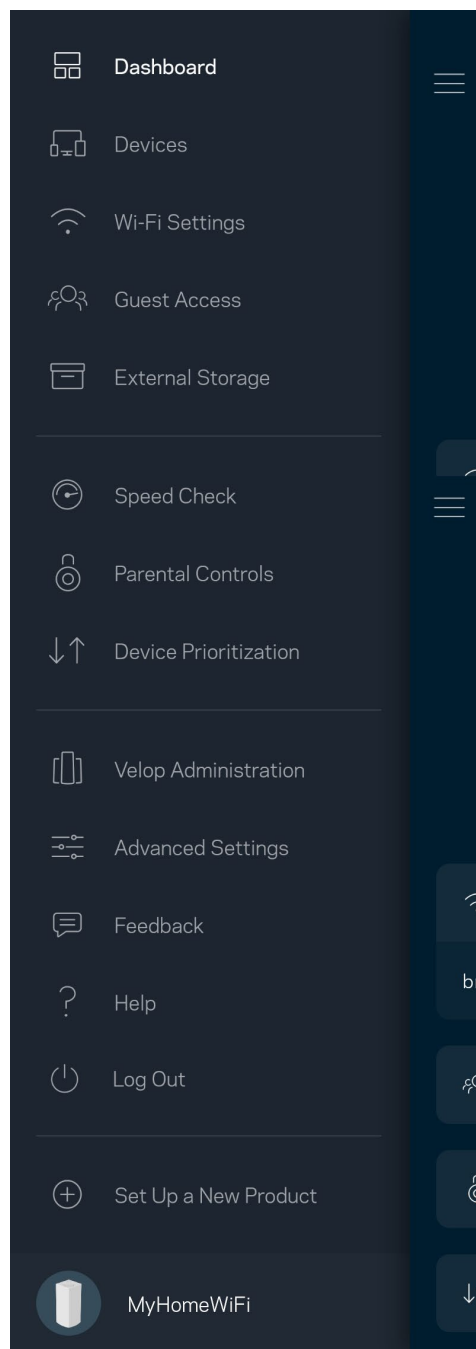 Dashboard
Devices
Wi-Fi Settings
Guest Access
External Storage
Speed Check
Parental Controls
Device Prioritization
Velop Administration
Advanced Settings
Feedback
Help
Log Out
Set Up a New Product
MyHomeWiFi